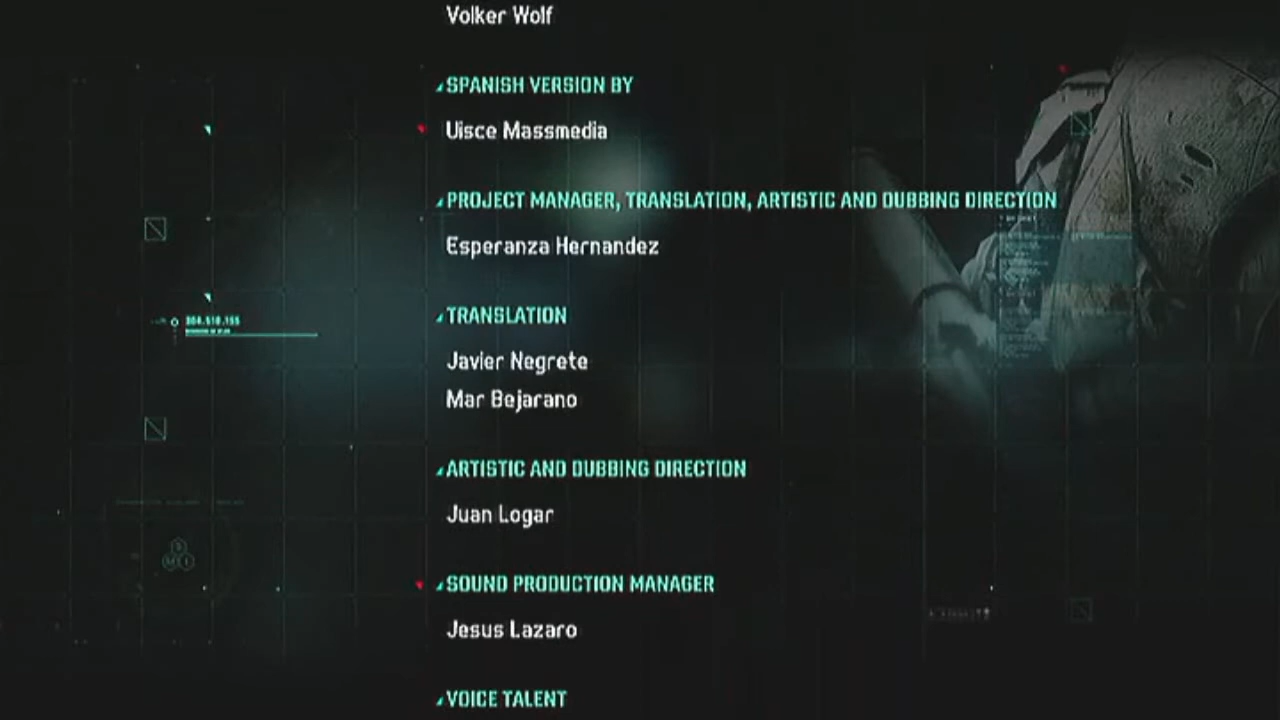 Volker Wolf
SPANISH VERSION BY
Uisce Massmedia
PROJECT MANAGER, TRANSLATION, ARTISTIC AND DUBBING DIRECTION
Esperanza Hernandez
TRANSLATION
Javier Negrete
Mar Bejarano
ARTISTIC AND DUBBING DIRECTION
Juan Logar
SOUND PRODUCTION MANAGER
Jesus Lazaro
VOICE TALENT